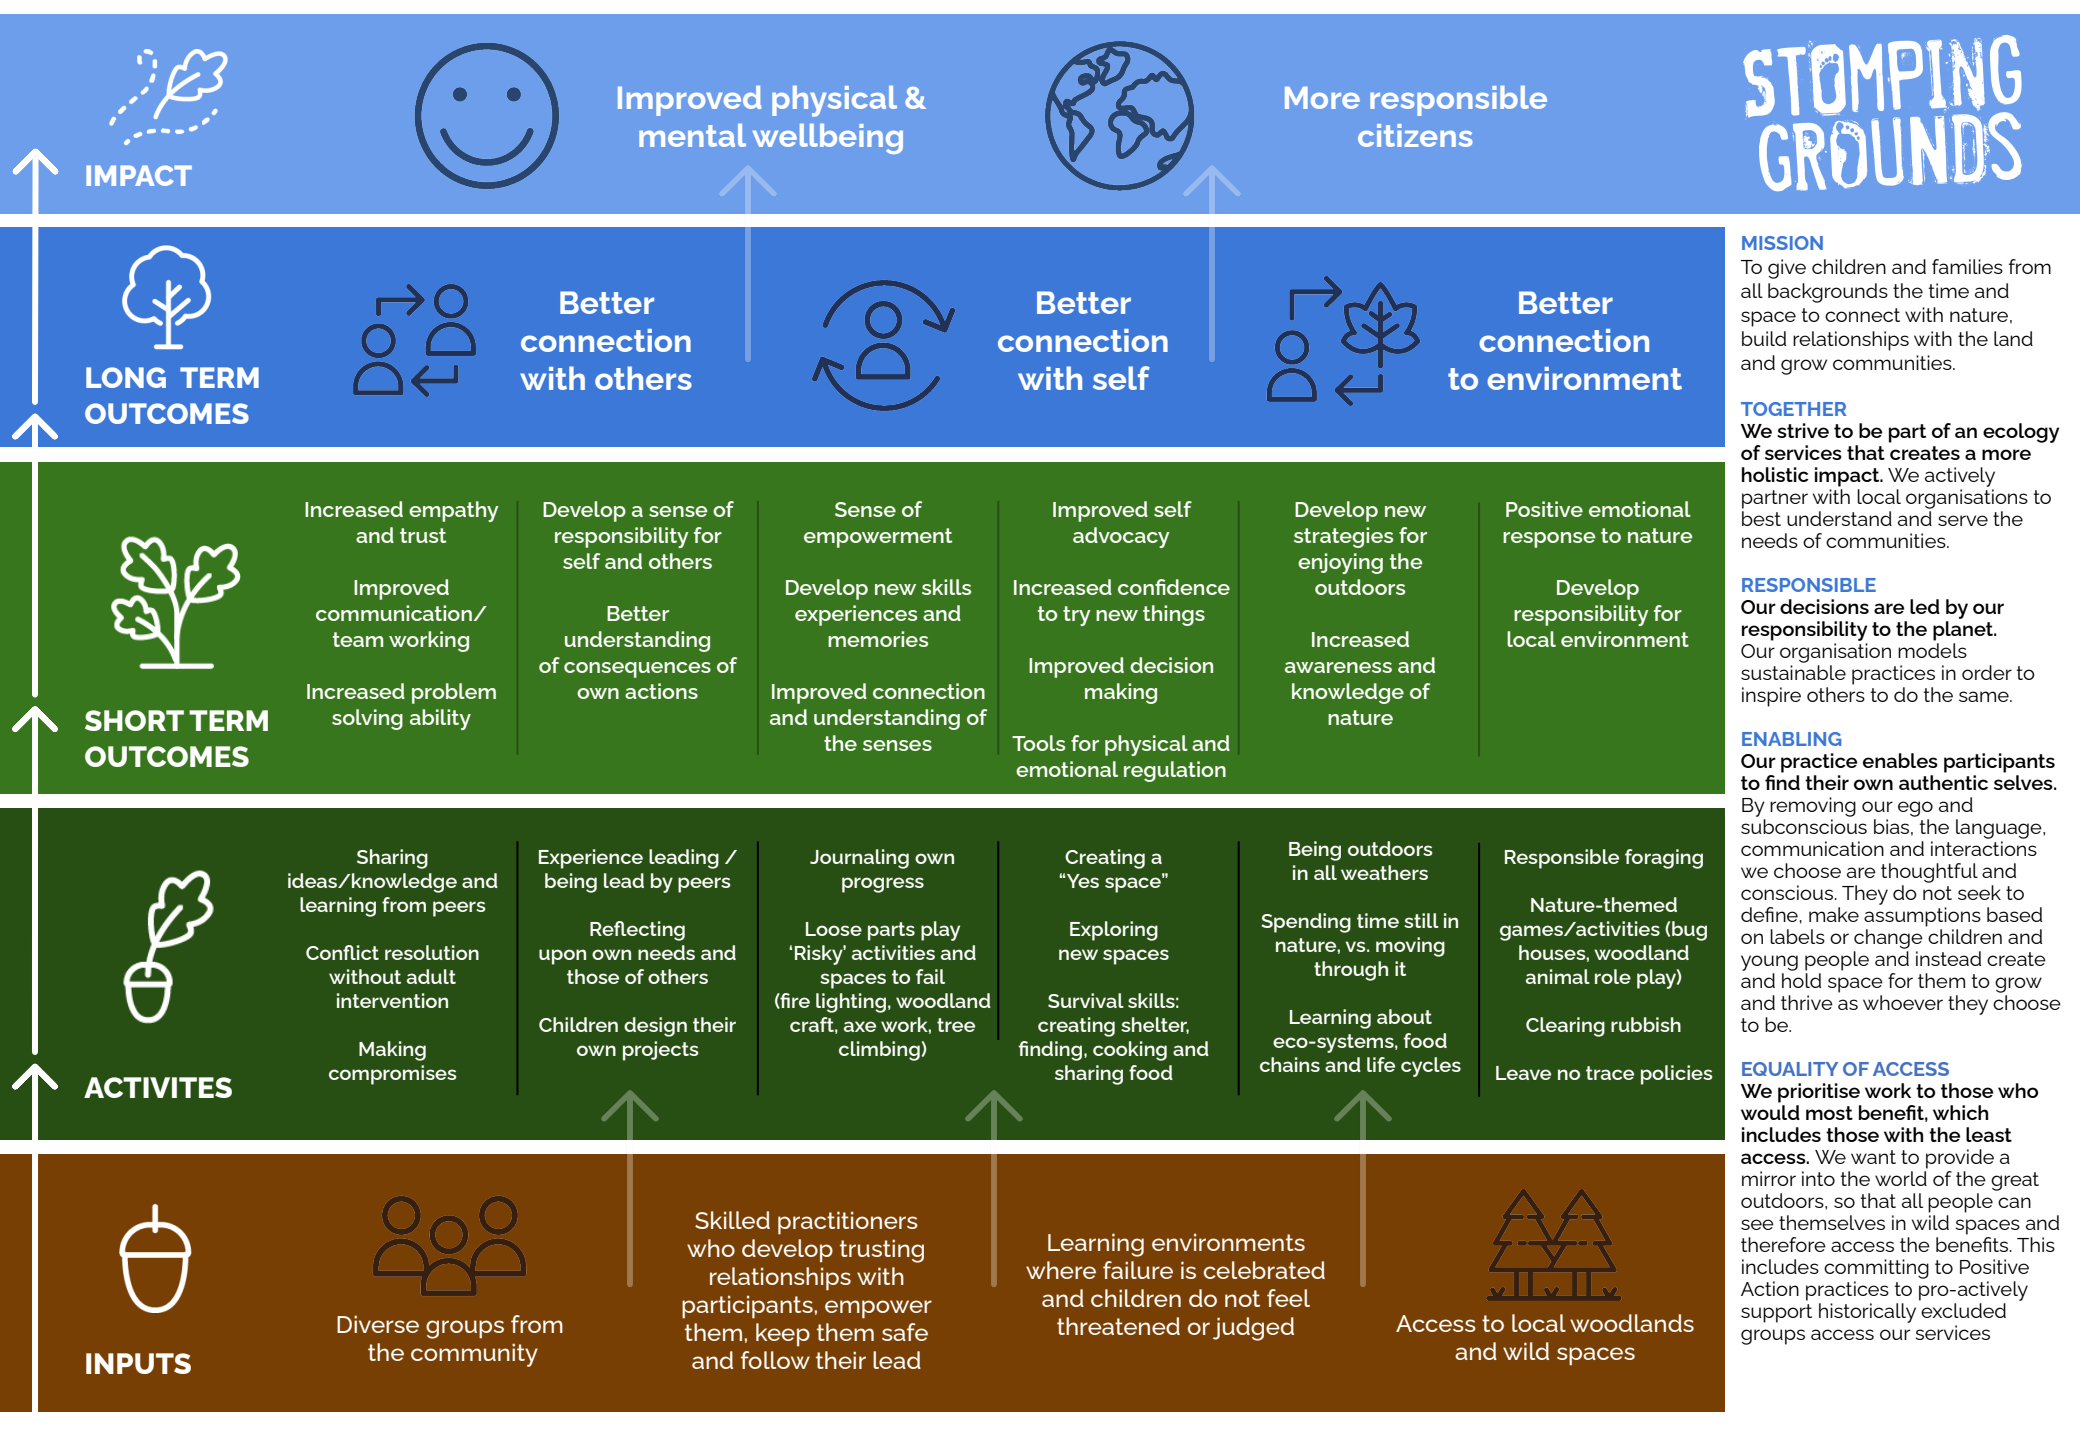 IMPACT
Improved physical &
mental wellbeing
More responsible
citizens
STOMPING
GROUNDS
LONG TERM
OUTCOMES
Better
connection
with others
Better
connection
with self
Better
connection
to environment
SHORT TERM
OUTCOMES
Increased empathy
and trust
Improved
communication/
team working
Increased problem
solving ability
Develop a sense of
responsibility for
self and others
Better
understanding
of consequences of
own actions
Sense of
empowerment
Develop new skills
experiences and
memories
Improved connection
and understanding of
the senses
Improved self
advocacy
Increased confidence
to try new things
Improved decision
making
Tools for physical and
emotional regulation
Develop new
strategies for
enjoying the
outdoors
Increased
awareness and
knowledge of
nature
Positive emotional
response to nature
Develop
responsibility for
local environment
ACTIVITES
Sharing
ideas/knowledge and
learning from peers
Conflict resolution
without adult
intervention
Making
compromises
Experience leading /
being lead by peers
Reflecting
upon own needs and
those of others
Children design their
own projects
Journaling own
progress
Loose parts play
‘Risky’ activities and
spaces to fail
(fire lighting, woodland
craft, axe work, tree
climbing)
Creating a
“Yes space”
Exploring
new spaces
Survival skills:
creating shelter,
finding, cooking and
sharing food
Being outdoors
in all weathers
Spending time still in
nature, vs. moving
through it
Learning about
eco-systems, food
chains and life cycles
Responsible foraging
Nature-themed
games/activities (bug
houses, woodland
animal role play)
Clearing rubbish
Leave no trace policies
INPUTS
Diverse groups from
the community
Skilled practitioners
who develop trusting
relationships with
participants, empower
them, keep them safe
and follow their lead
Learning environments
where failure is celebrated
and children do not feel
threatened or judged
Access to local woodlands
and wild spaces
MISSION
To give children and families from
all backgrounds the time and
space to connect with nature,
build relationships with the land
and grow communities.
TOGETHER
We strive to be part of an ecology
of services that creates a more
holistic impact. We actively
partner with local organisations to
best understand and serve the
needs of communities.
RESPONSIBLE
Our decisions are led by our
responsibility to the planet.
Our organisation models
sustainable practices in order to
inspire others to do the same.
ENABLING
Our practice enables participants
to find their own authentic selves.
By removing our ego and
subconscious bias, the language,
communication and interactions
we choose are thoughtful and
conscious. They do not seek to
define, make assumptions based
on labels or change children and
young people and instead create
and hold space for them to grow
and thrive as whoever they choose
to be.
EQUALITY OF ACCESS
We prioritise work to those who
would most benefit, which
includes those with the least
access. We want to provide a
mirror into the world of the great
outdoors, so that all people can
see themselves in wild spaces and
therefore access the benefits. This
includes committing to Positive
Action practices to pro-actively
support historically excluded
groups access our services